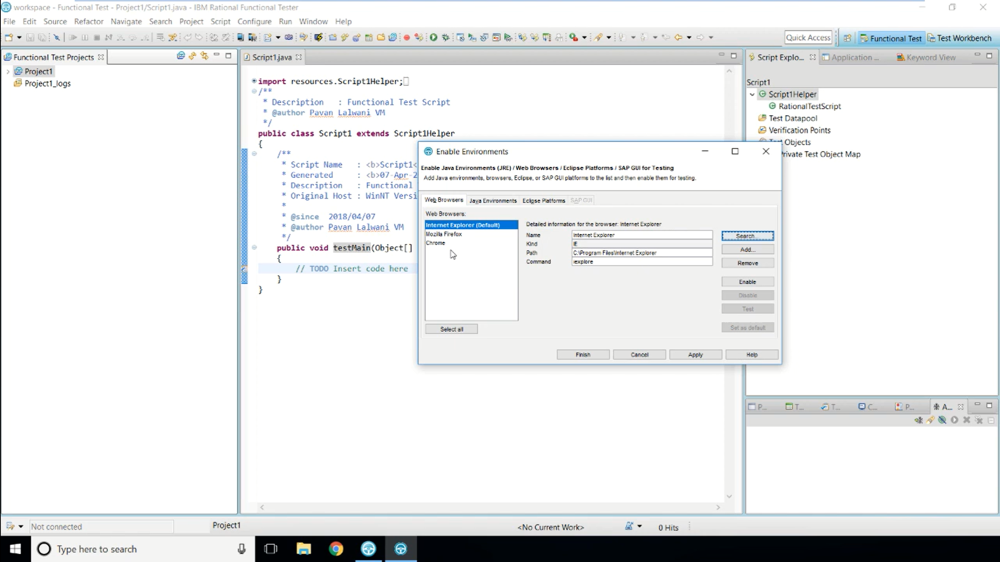 workspace - Functional Test - Project1/Script1.java - IBM Rational Functional Tester
File Edit Source Refactor Navigate Search Project Script Configure Run Window Help
Quick Access Functional Test Test Workbench
Functional Test Projects
Project1
Project1_logs
Script1.java
import resources.Script1Helper;
/**
* Description : Functional Test Script
* @author Pavan Lalwani VM
*/
public class Script1 extends Script1Helper
{
/**
* Script Name : <b>Script1<
* Generated : <b>07-Apr-2
* Description : Functional
* Original Host : WinNT Versi
*
* @since 2018/04/07
* @author Pavan Lalwani VM
*/
public void testMain(Object[]
{
// TODO Insert code here
}
}
Enable Environments
Enable Java Environments (JRE) / Web Browsers / Eclipse Platforms / SAP GUI for Testing
Add Java environments, browsers, Eclipse, or SAP GUI platforms to the list and then enable them for testing.
Web Browsers Java Environments Eclipse Platforms SAP GUI
Web Browsers:
Internet Explorer (Default)
Mozilla Firefox
Chrome
Select all
Detailed information for the browser: Internet Explorer
Name Internet Explorer
Kind IE
Path C:\Program Files\Internet Explorer
Command iexplore
Search...
Add...
Remove
Enable
Disable
Test
Set as default
Finish Cancel Apply Help
Script Explo... Application ... Keyword View
Script1
Script1Helper
RationalTestScript
Test Datapool
Verification Points
Objects
Private Test Object Map
P... T... T... C... P... A...
Not connected Project1 <No Current Work> 0 Hits
Type here to search